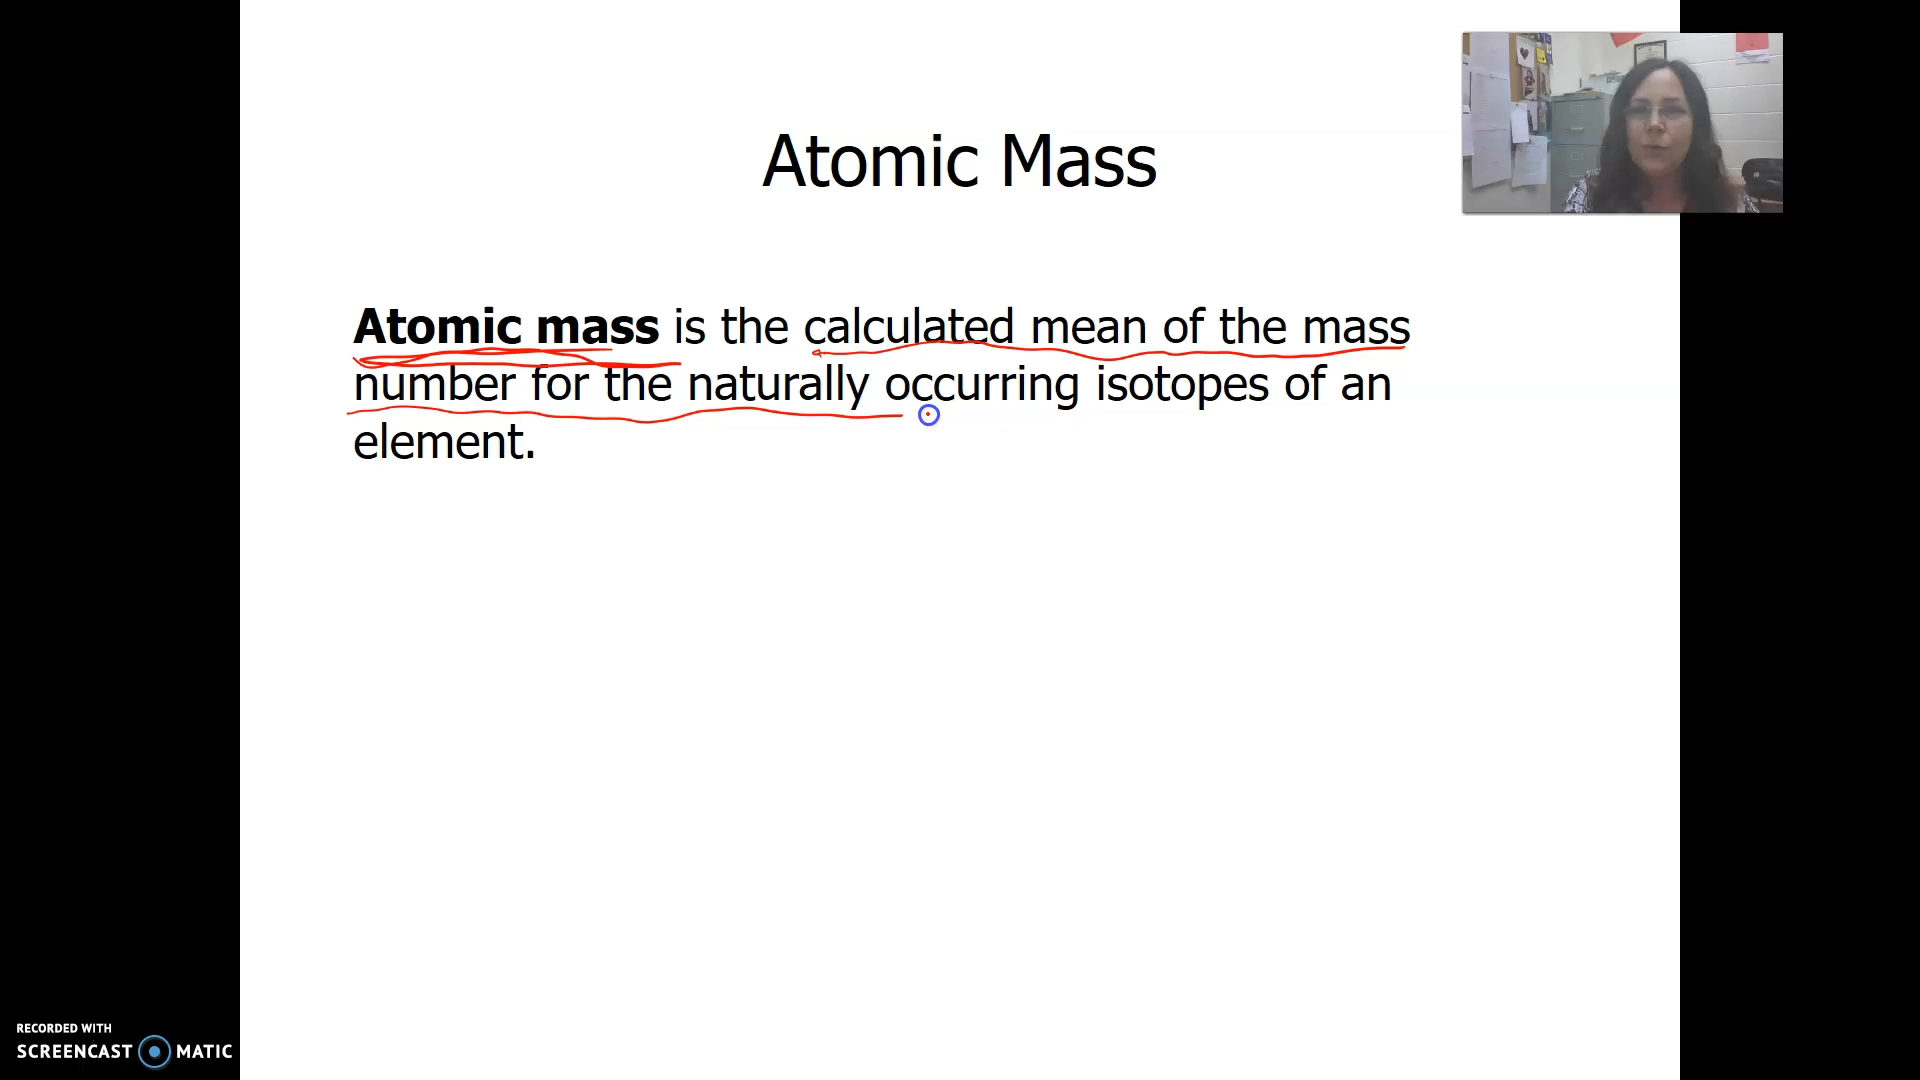 Atomic Mass
Atomic mass is the calculated mean of the mass
number for the naturally occurring isotopes of an
element.
RECORDED WITH
SCREENCAST MATIC